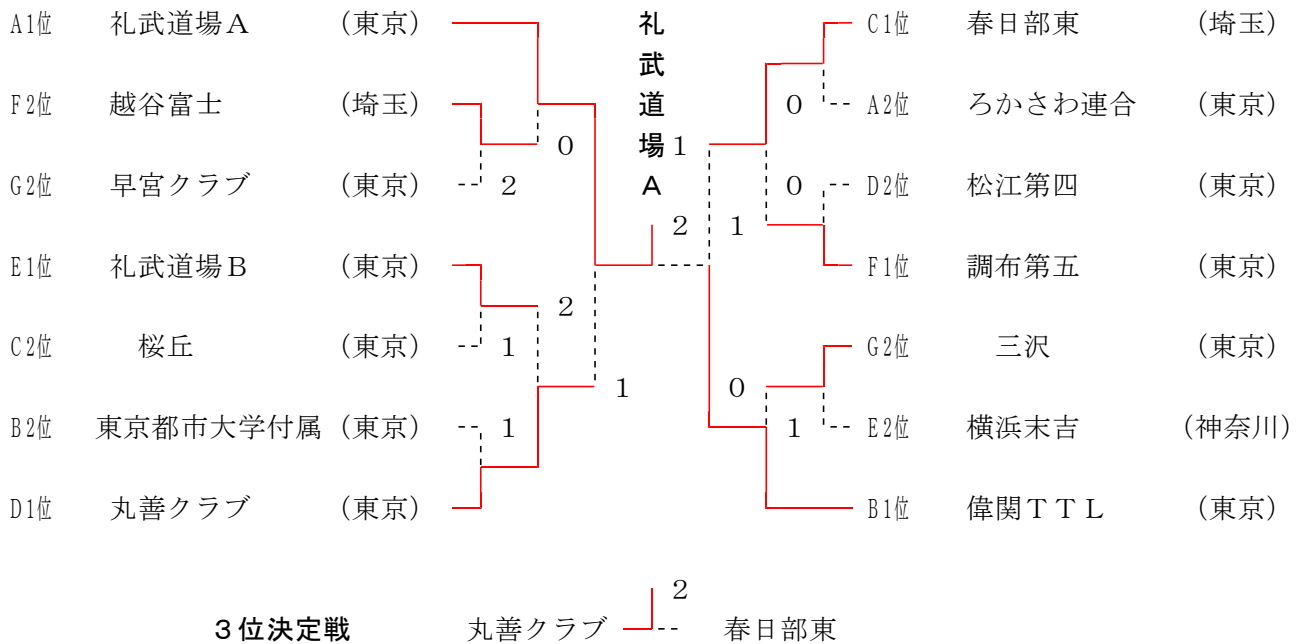 A1位 礼武道場A (東京)
F2位 越谷富士 (埼玉)
0
G2位 早宮クラブ (東京) 2
E1位 礼武道場B (東京)
2
C2位 桜丘 (東京) 1
1
B2位 東京都市大学付属 (東京) 1
D1位 丸善クラブ (東京)
礼武道場A
1
2
1
C1位 春日部東 (埼玉)
0 A2位 ろかさわ連合 (東京)
0 D2位 松江第四 (東京)
F1位 調布第五 (東京)
G2位 三沢 (東京)
0
1 E2位 横浜末吉 (神奈川)
B1位 偉関TTL (東京)
2
3位決定戦 丸善クラブ 春日部東